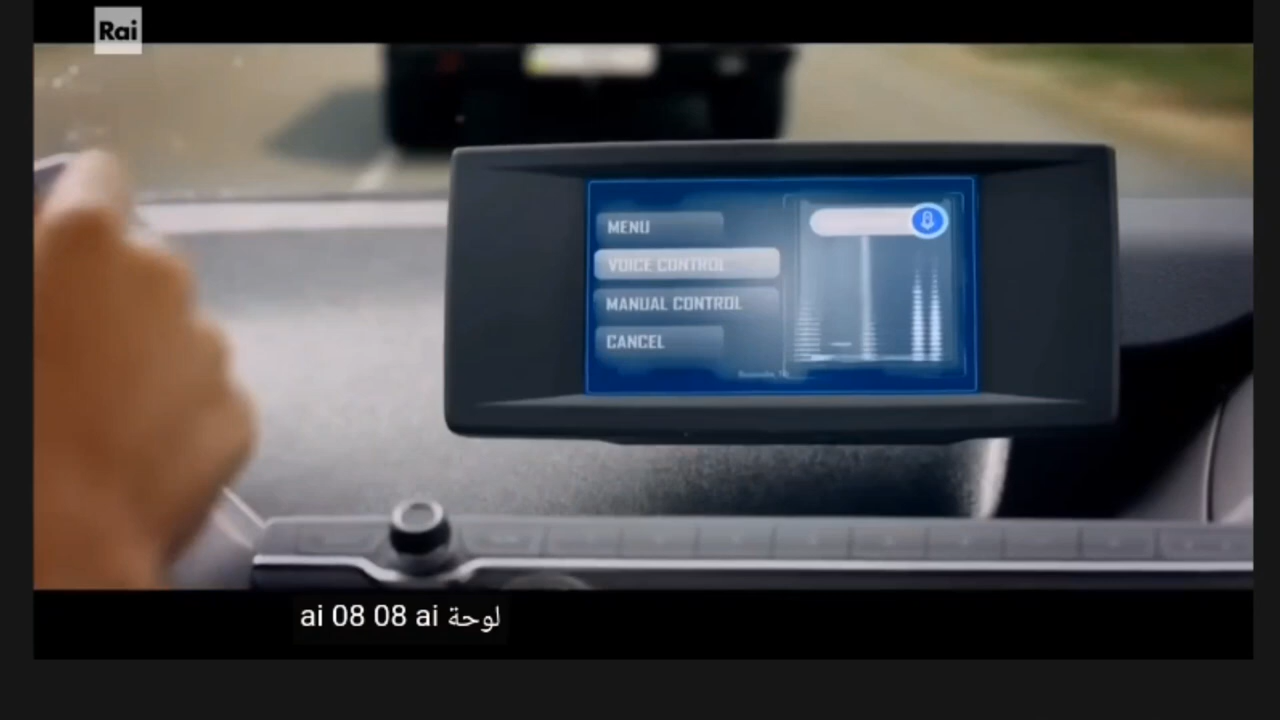 Rai
MENU
VOICE CONTROL
MANUAL CONTROL
CANCEL
لوحة ai 08 08 ai